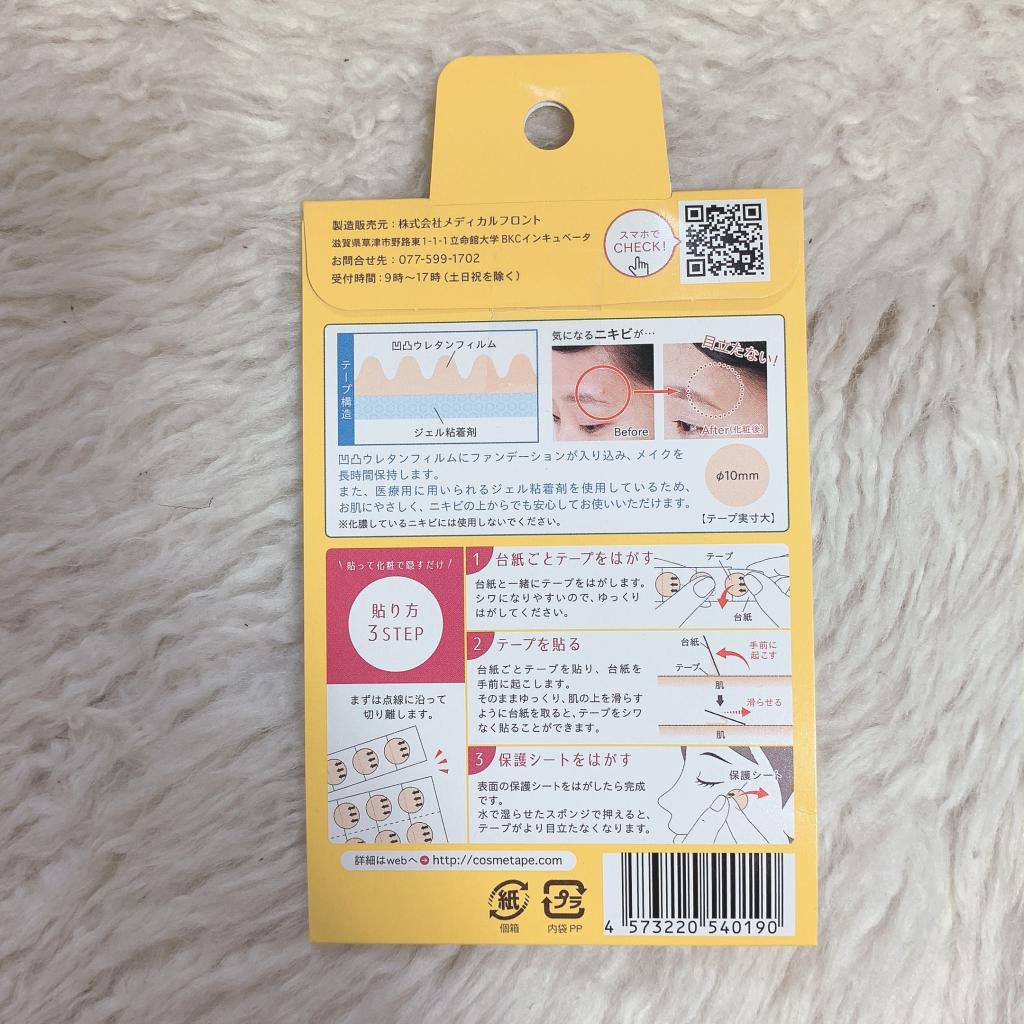 製造販売元：株式会社メディカルフロント
滋賀県草津市野路東1-1-1立命館大学BKCインキュベータ
お問合せ先：077-599-1702
受付時間：9時～17時（土日祝を除く）
スマホで
CHECK!
テープ構造
凹凸ウレタンフィルム
ジェル粘着剤
気になるニキビが…
目立たない!
Before
After（化粧後）
凹凸ウレタンフィルムにファンデーションが入り込み、メイクを
長時間保持します。
また、医療用に用いられるジェル粘着剤を使用しているため、
お肌にやさしく、ニキビの上からでも安心してお使いいただけます。
※化膿しているニキビには使用しないでください。
φ10mm
【テープ実寸大】
\ 貼って化粧で隠すだけ /
貼り方
3STEP
まずは点線に沿って
切り離します。
1 台紙ごとテープをはがす
台紙と一緒にテープをはがします。
シワになりやすいので、ゆっくり
はがしてください。
テープ
台紙
2 テープを貼る
台紙ごとテープを貼り、台紙を
手前に起こします。
そのままゆっくり、肌の上を滑らす
ように台紙を取ると、テープをシワ
なく貼ることができます。
台紙
手前に
起こす
テープ
肌
滑らせる
肌
3 保護シートをはがす
表面の保護シートをはがしたら完成
です。
水で湿らせたスポンジで押えると、
テープがより目立たなくなります。
保護シート
詳細はwebへ http://cosmetape.com
紙
個箱
プラ
内袋PP
4 573220 540190